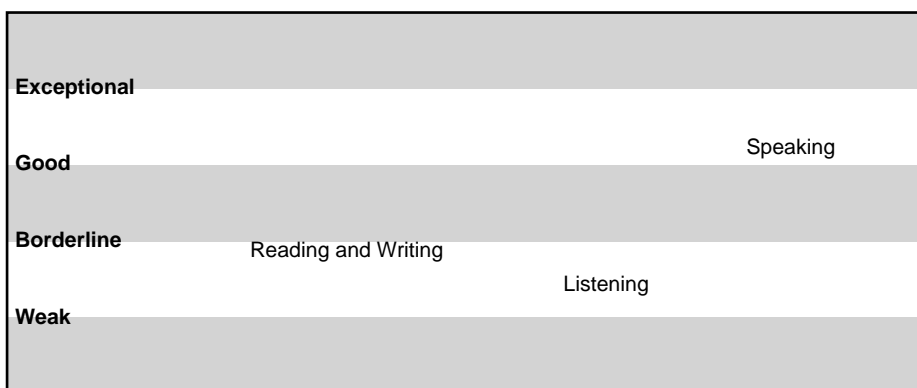 Exceptional
Speaking
Good
Borderline
Reading and Writing
Listening
Weak